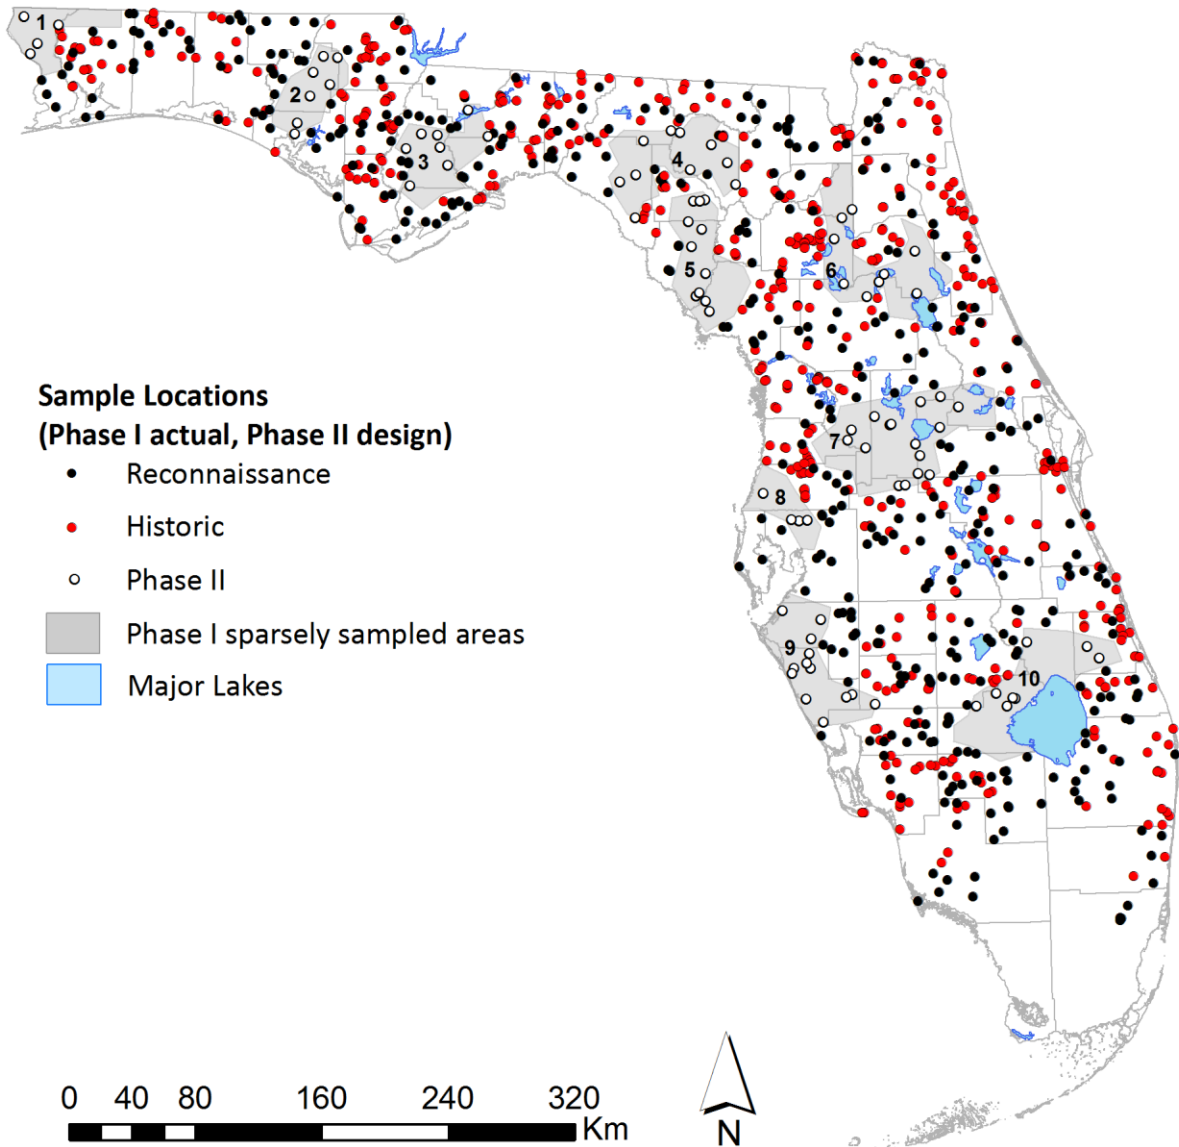 1
2
3
4
5
6
7
8
9
10
Sample Locations
(Phase I actual, Phase II design)
Reconnaissance
Historic
Phase II
Phase I sparsely sampled areas
Major Lakes
0 40 80 160 240 320
Km
N